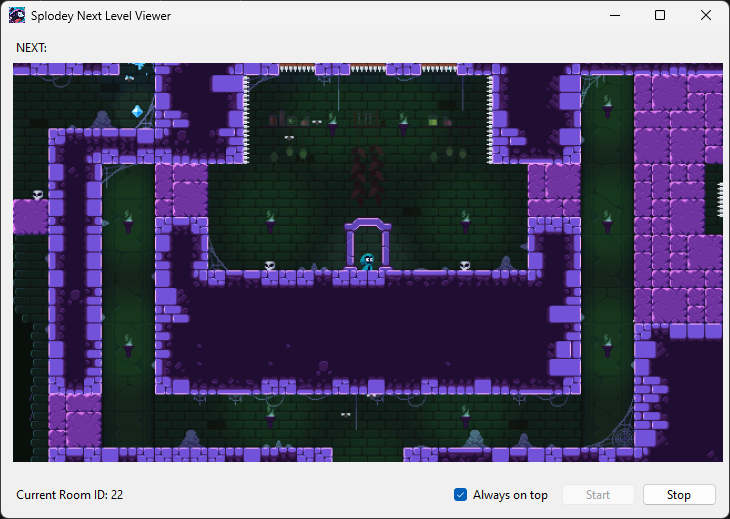 Splodey Next Level Viewer
NEXT:
Current Room ID: 22
Always on top
Start
Stop